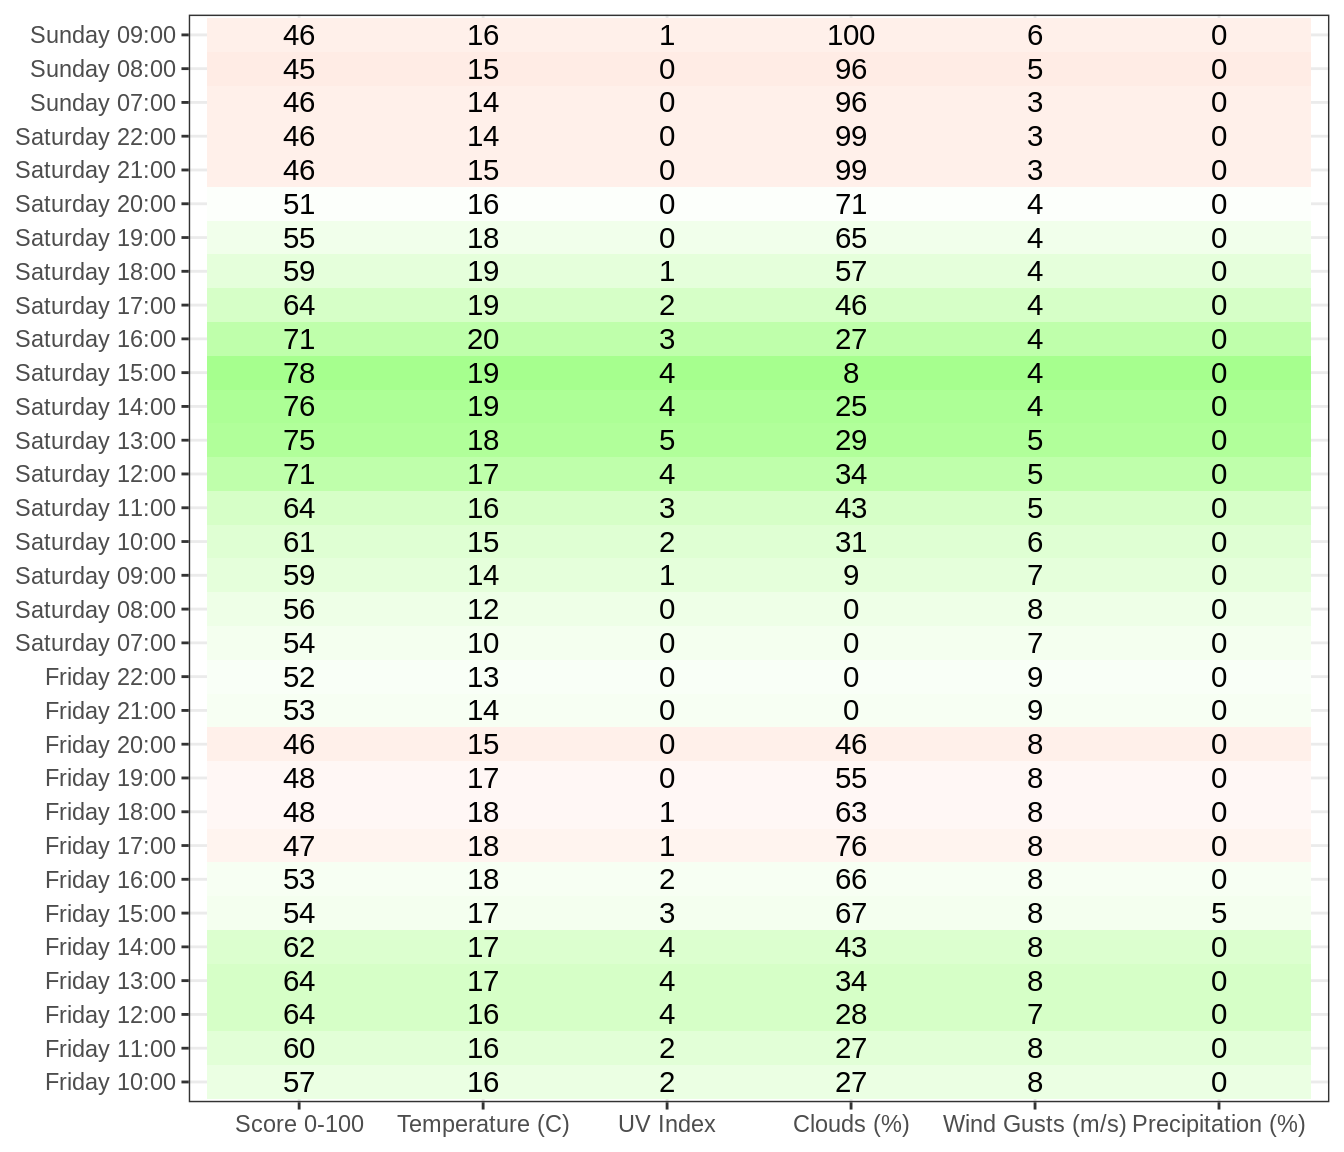 Sunday 09:00 46 16 1 100 6 0
Sunday 08:00 45 15 0 96 5 0
Sunday 07:00 46 14 0 96 3 0
Saturday 22:00 46 14 0 99 3 0
Saturday 21:00 46 15 0 99 3 0
Saturday 20:00 51 16 0 71 4 0
Saturday 19:00 55 18 0 65 4 0
Saturday 18:00 59 19 1 57 4 0
Saturday 17:00 64 19 2 46 4 0
Saturday 16:00 71 20 3 27 4 0
Saturday 15:00 78 19 4 8 4 0
Saturday 14:00 76 19 4 25 4 0
Saturday 13:00 75 18 5 29 5 0
Saturday 12:00 71 17 4 34 5 0
Saturday 11:00 64 16 3 43 5 0
Saturday 10:00 61 15 2 31 6 0
Saturday 09:00 59 14 1 9 7 0
Saturday 08:00 56 12 0 0 8 0
Saturday 07:00 54 10 0 0 7 0
Friday 22:00 52 13 0 0 9 0
Friday 21:00 53 14 0 0 9 0
Friday 20:00 46 15 0 46 8 0
Friday 19:00 48 17 0 55 8 0
Friday 18:00 48 18 1 63 8 0
Friday 17:00 47 18 1 76 8 0
Friday 16:00 53 18 2 66 8 0
Friday 15:00 54 17 3 67 8 5
Friday 14:00 62 17 4 43 8 0
Friday 13:00 64 17 4 34 8 0
Friday 12:00 64 16 4 28 7 0
Friday 11:00 60 16 2 27 8 0
Friday 10:00 57 16 2 27 8 0
Score 0-100 Temperature (C) UV Index Clouds (%) Wind Gusts (m/s) Precipitation (%)